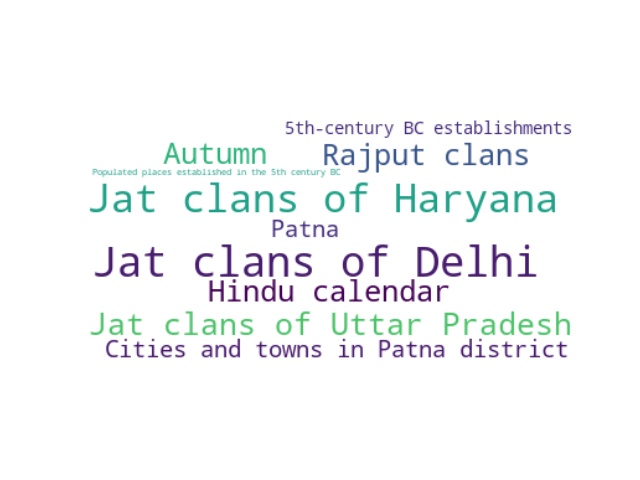 5th-century BC establishments
Autumn Rajput clans
Populated places established in the 5th century BC
Jat clans of Haryana
Patna
Jat clans of Delhi
Hindu calendar
Jat clans of Uttar Pradesh
Cities and towns in Patna district